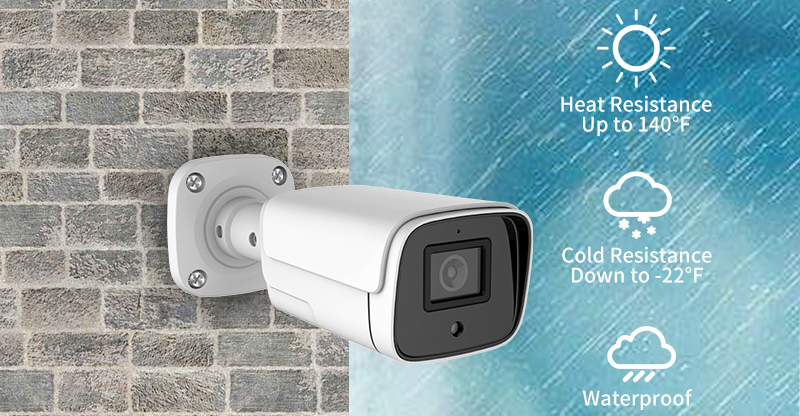 Heat Resistance
Up to 140°F
Cold Resistance
Down to -22°F
Waterproof